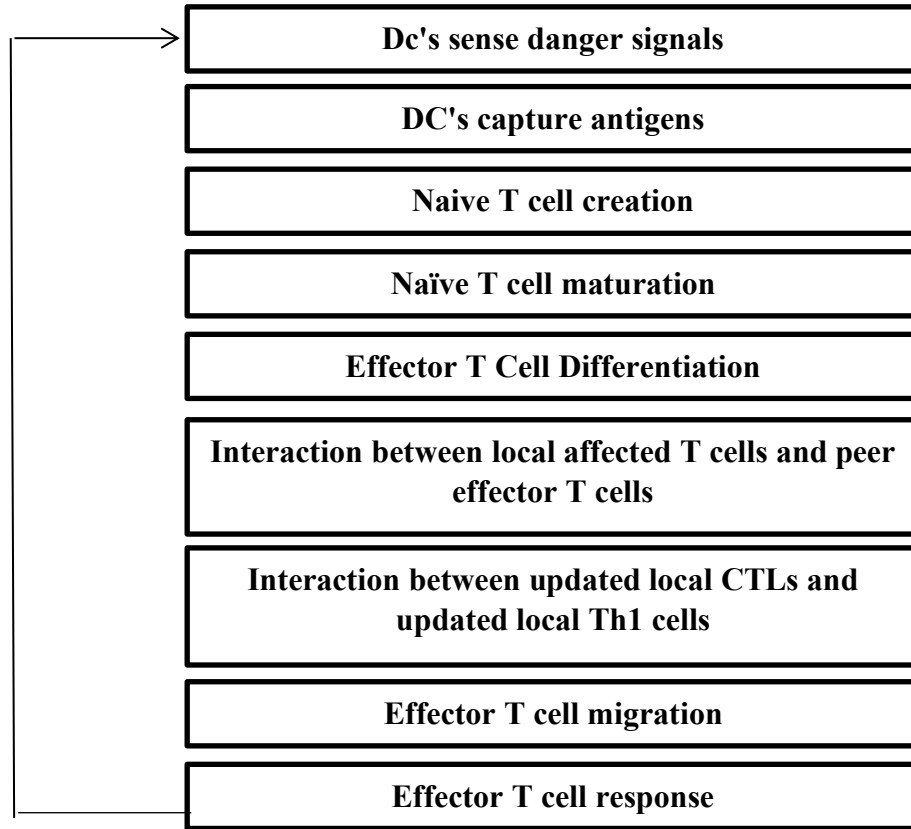 Dc's sense danger signals
DC's capture antigens
Naive T cell creation
Naïve T cell maturation
Effector T Cell Differentiation
Interaction between local affected T cells and peer
effector T cells
Interaction between updated local CTLs and
updated local Th1 cells
Effector T cell migration
Effector T cell response